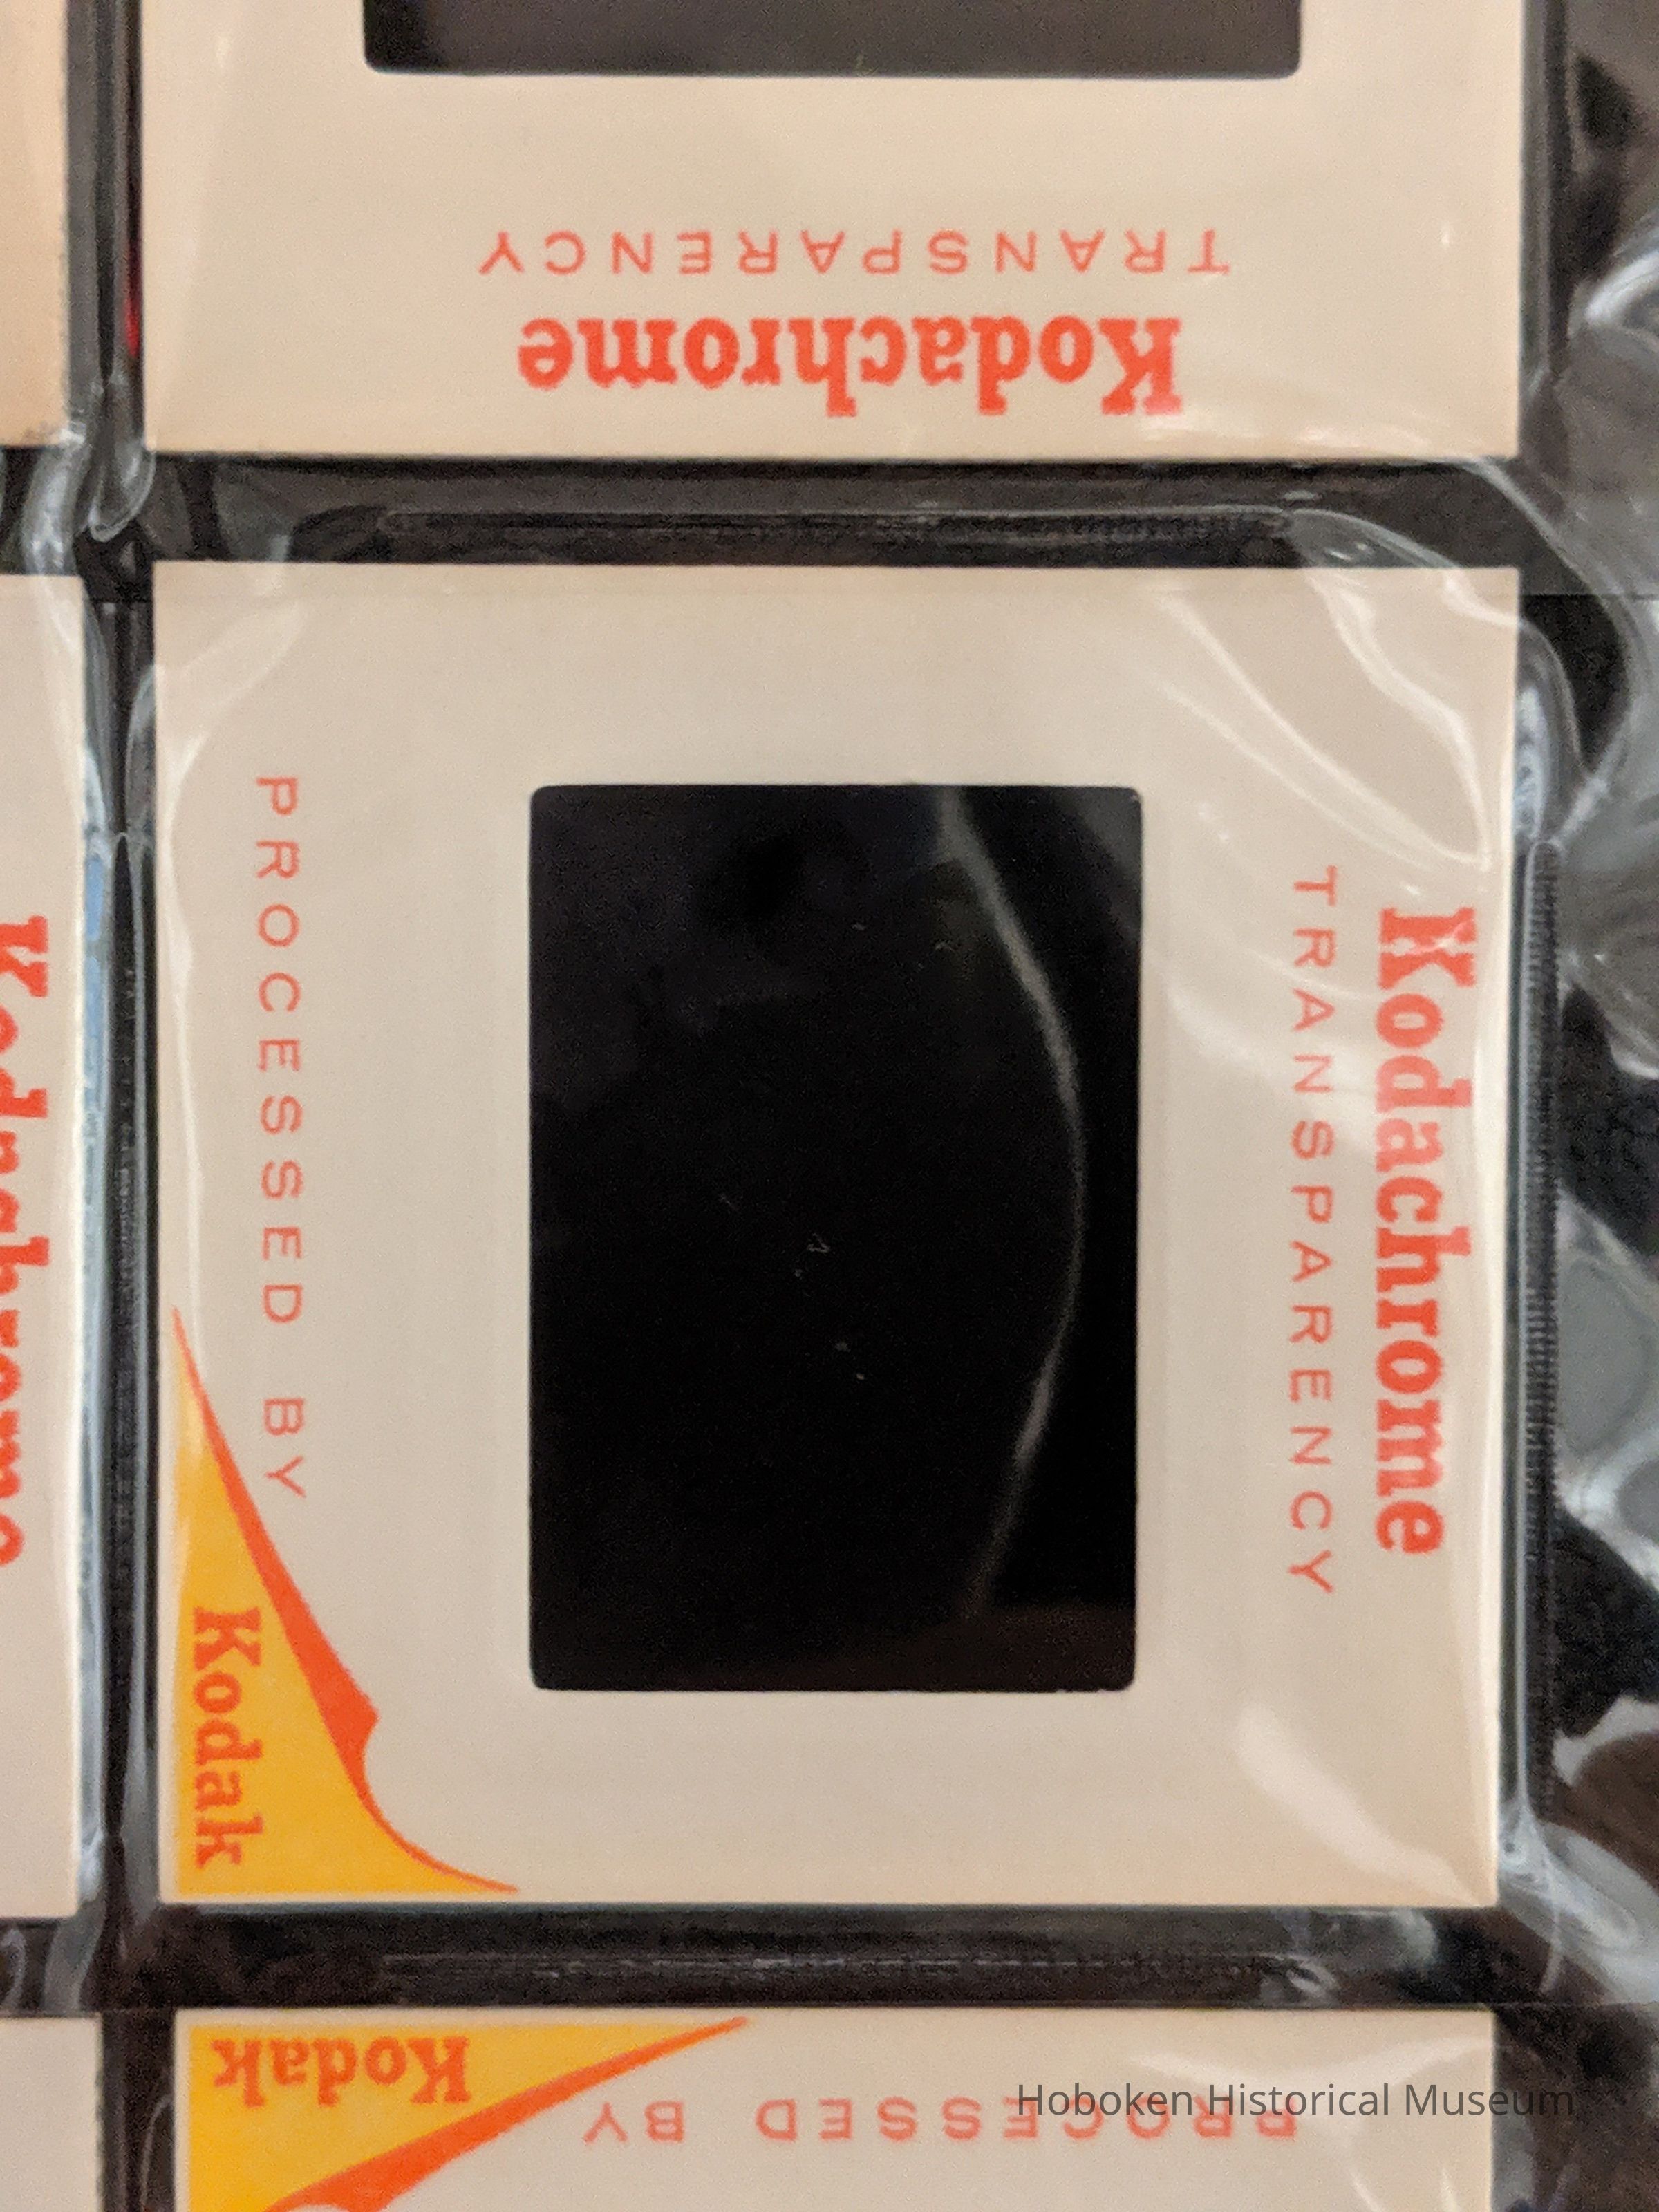 TRANSPARENCY
Kodachrome
Kodachrome
PROCESSED BY
Kodak
Kodachrome
TRANSPARENCY
Kodak
PROCESSED BY
Hoboken Historical Museum